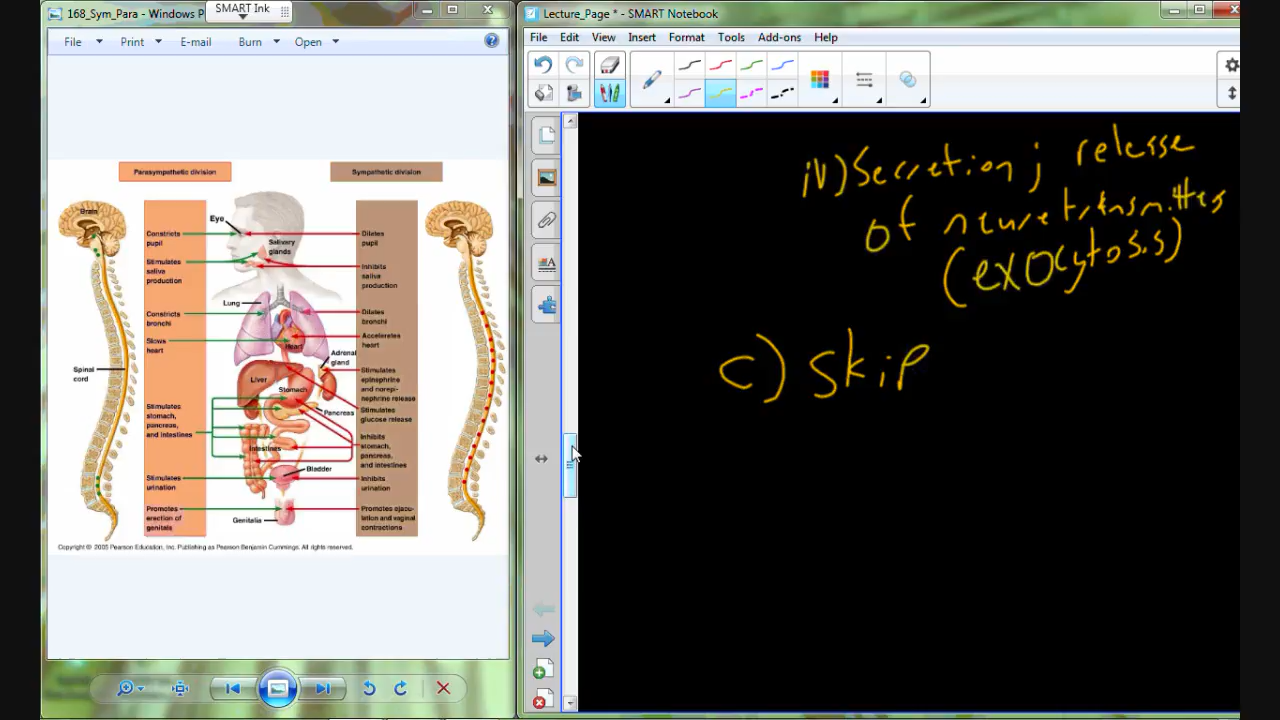 168_Sym_Para - Windows P
SMART Ink
File Print E-mail Burn Open
Parasympathetic division
Sympathetic division
Brain
Spinal
cord
Constricts
pupil
Stimulates
saliva
production
Constricts
bronchi
Slows
heart
Stimulates
stomach,
pancreas,
and intestines
Stimulates
urination
Promotes
erection of
genitals
Eye
Salivary
glands
Lung
Heart
Adrenal
gland
Liver
Stomach
Pancreas
Intestines
Bladder
Genitalia
Dilates
pupil
Inhibits
saliva
production
Dilates
bronchi
Accelerates
heart
Stimulates
epinephrine
and norepi-
nephrine release
Stimulates
glucose release
Inhibits
stomach,
pancreas,
and intestines
Inhibits
urination
Promotes ejacu-
lation and vaginal
contractions
Copyright © 2005 Pearson Education, Inc. Publishing as Pearson Benjamin Cummings. All rights reserved.
Lecture_Page * - SMART Notebook
File Edit View Insert Format Tools Add-ons Help
iv) Secretion; release
of neurotransmittes
(exocytosis)
c) Skip